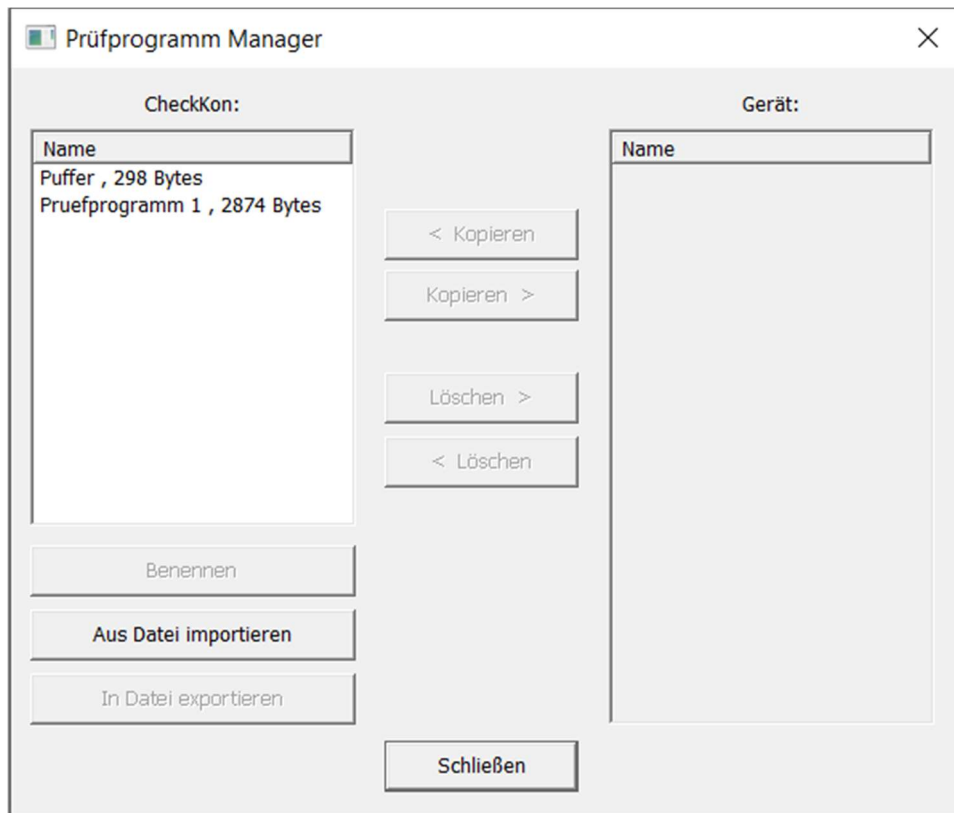 Prüfprogramm Manager
CheckKon:
Gerät:
Name
Name
Puffer , 298 Bytes
Pruefprogramm 1 , 2874 Bytes
< Kopieren
Kopieren >
Löschen >
< Löschen
Benennen
Aus Datei importieren
In Datei exportieren
Schließen